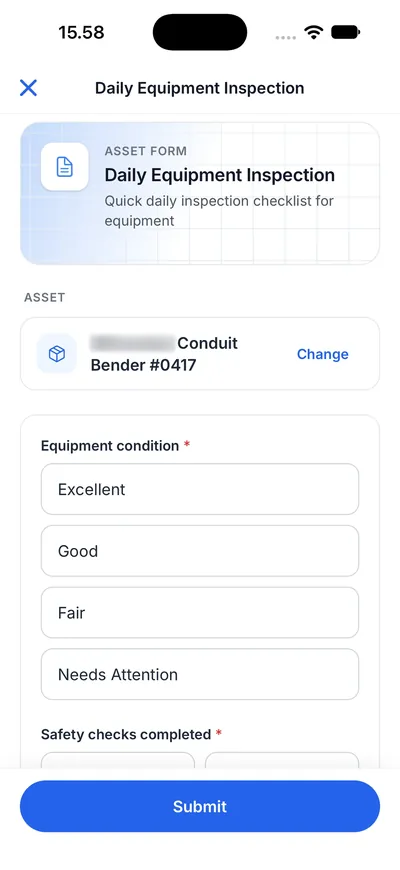 15.58
Daily Equipment Inspection
ASSET FORM
Daily Equipment Inspection
Quick daily inspection checklist for
equipment
ASSET
Conduit
Bender #0417
Change
Equipment condition *
Excellent
Good
Fair
Needs Attention
Safety checks completed *
Submit